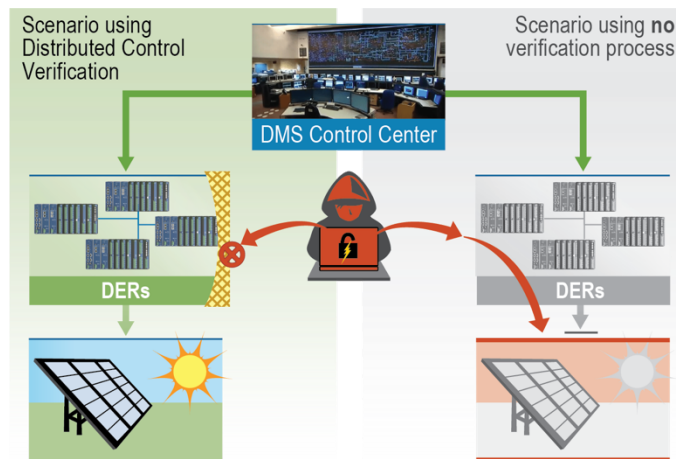 Scenario using
Distributed Control
Verification
Scenario using no
verification process
DMS Control Center
DERs
DERs